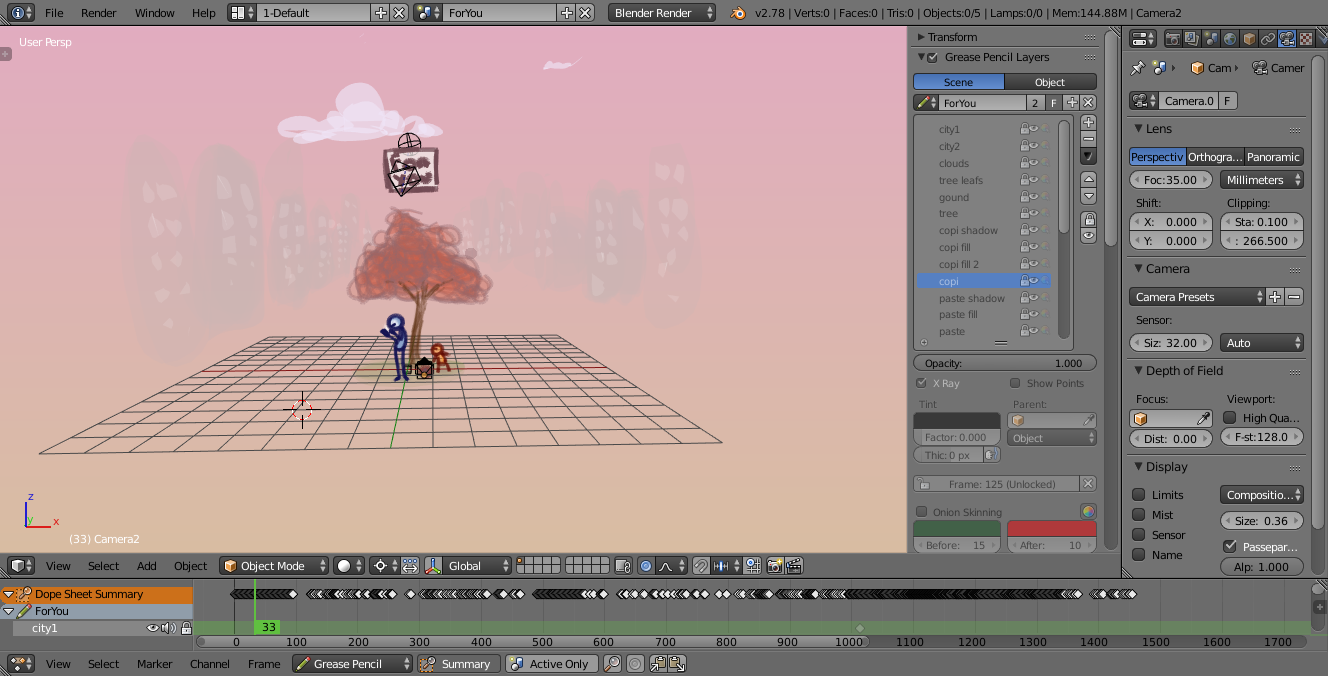 File Render Window Help 1-Default ForYou Blender Render v2.78 | Verts:0 | Faces:0 | Tris:0 | Objects:0/5 | Lamps:0/0 | Mem:144.88M | Camera2
User Persp
z
y x
(33) Camera2
Transform
Grease Pencil Layers
Scene Object
ForYou 2 F
city1
city2
clouds
tree leafs
gound
tree
copi shadow
copi fill
copi fill 2
copi
paste shadow
paste fill
paste
Opacity: 1.000
X Ray Show Points
Tint Parent:
Factor: 0.000 Object
Thic: 0 px
Frame: 125 (Unlocked)
Onion Skinning
Before: 15 After: 10
Cam Camer
Camera.0 F
Lens
Perspectiv Orthogra... Panoramic
Foc:35.00 Millimeters
Shift: Clipping:
X: 0.000 Sta: 0.100
Y: 0.000 : 266.500
Camera
Camera Presets
Sensor:
Siz: 32.00 Auto
Depth of Field
Focus: Viewport:
High Qua...
Dist: 0.00 F-st:128.0
Display
Limits Compositio...
Mist Size: 0.36
Sensor Passepar...
Name Alp: 1.000
View Select Add Object Object Mode Global
Dope Sheet Summary
ForYou
city1 33
0 100 200 300 400 500 600 700 800 900 1000 1100 1200 1300 1400 1500 1600 1700
View Select Marker Channel Frame Grease Pencil Summary Active Only